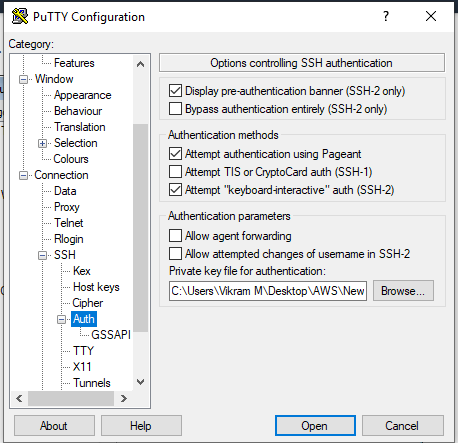 PuTTY Configuration
?
Category:
Features
Window
Appearance
Behaviour
Translation
Selection
Colours
Connection
Data
Proxy
Telnet
Rlogin
SSH
Kex
Host keys
Cipher
Auth
GSSAPI
TTY
X11
Tunnels
Options controlling SSH authentication
Display pre-authentication banner (SSH-2 only)
Bypass authentication entirely (SSH-2 only)
Authentication methods
Attempt authentication using Pageant
Attempt TIS or CryptoCard auth (SSH-1)
Attempt "keyboard-interactive" auth (SSH-2)
Authentication parameters
Allow agent forwarding
Allow attempted changes of username in SSH-2
Private key file for authentication:
C:\Users\Vikram M\Desktop\AWS\New
Browse...
About
Help
Open
Cancel